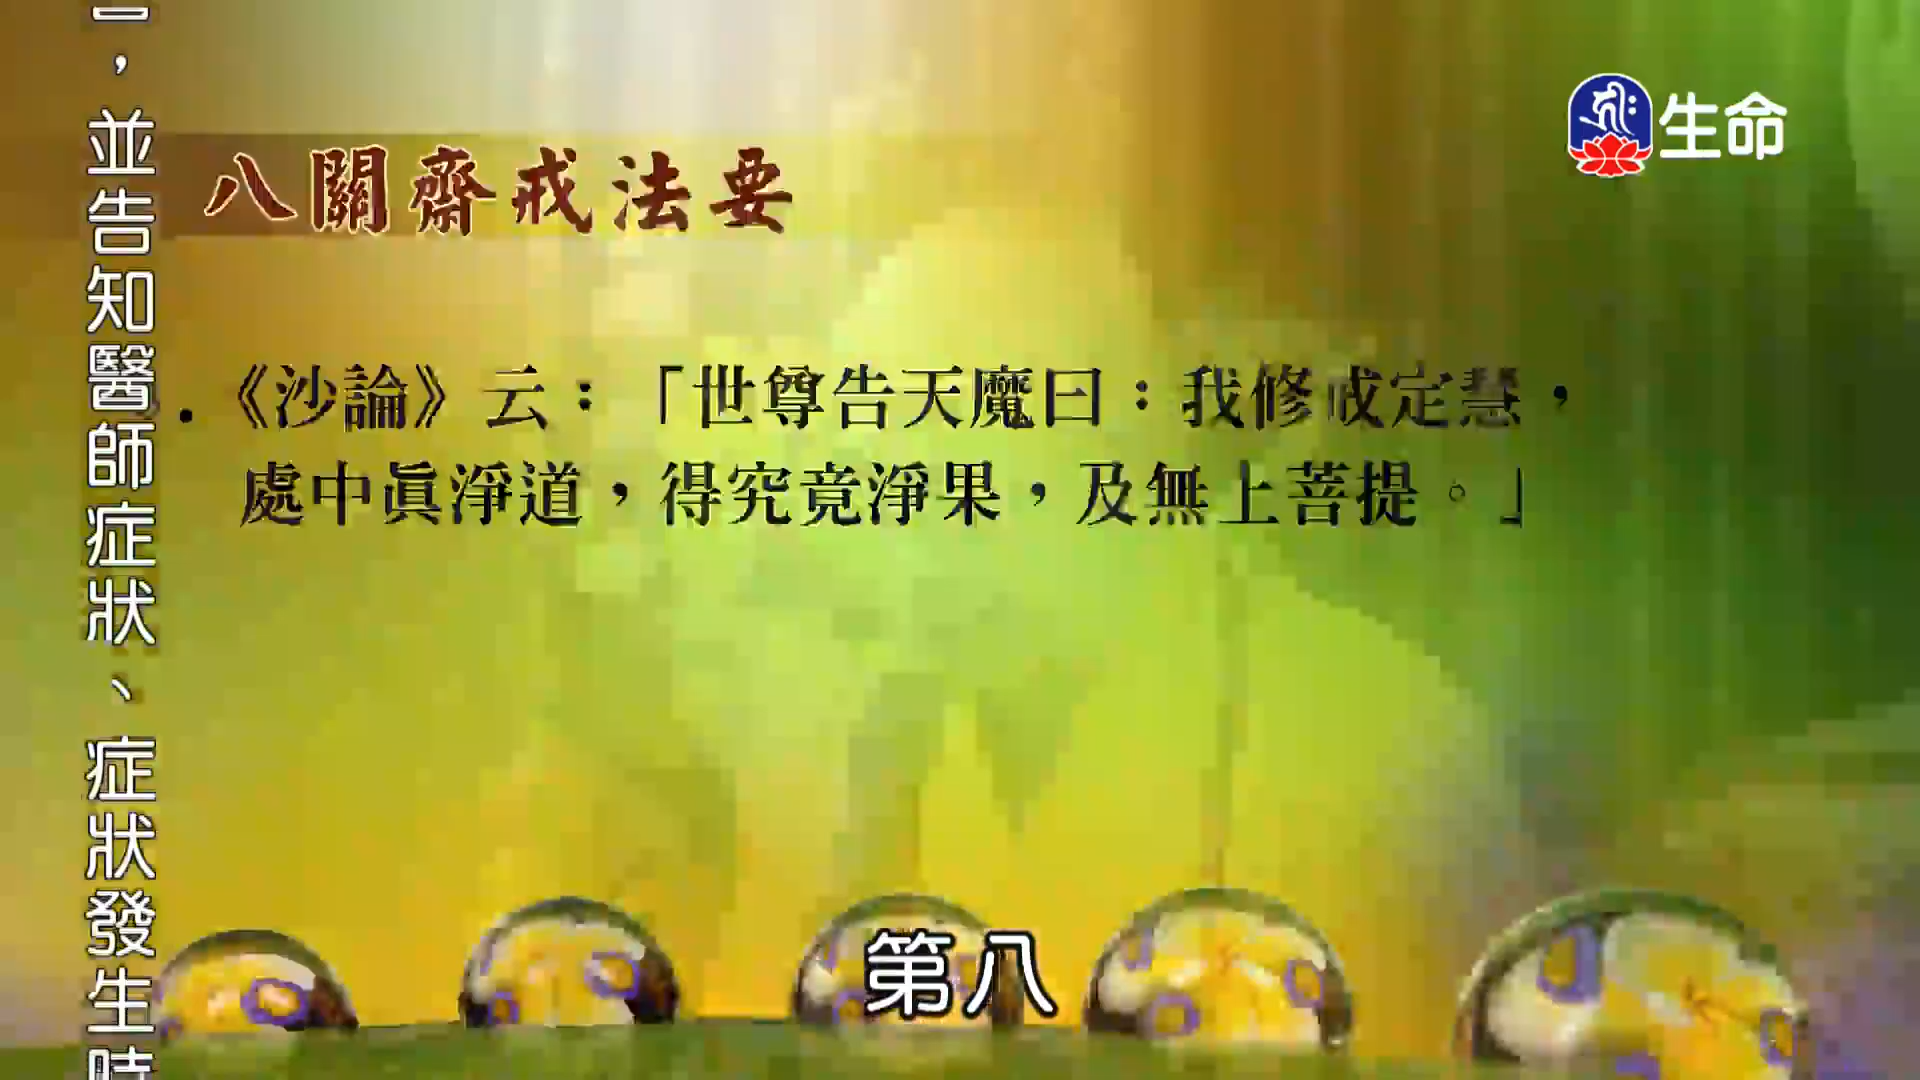 八關齋戒法要
生命
．《沙論》云：「世尊告天魔曰：我修戒定慧，
處中眞淨道，得究竟淨果，及無上菩提。」
第八
，並告知醫師症狀、症狀發生時